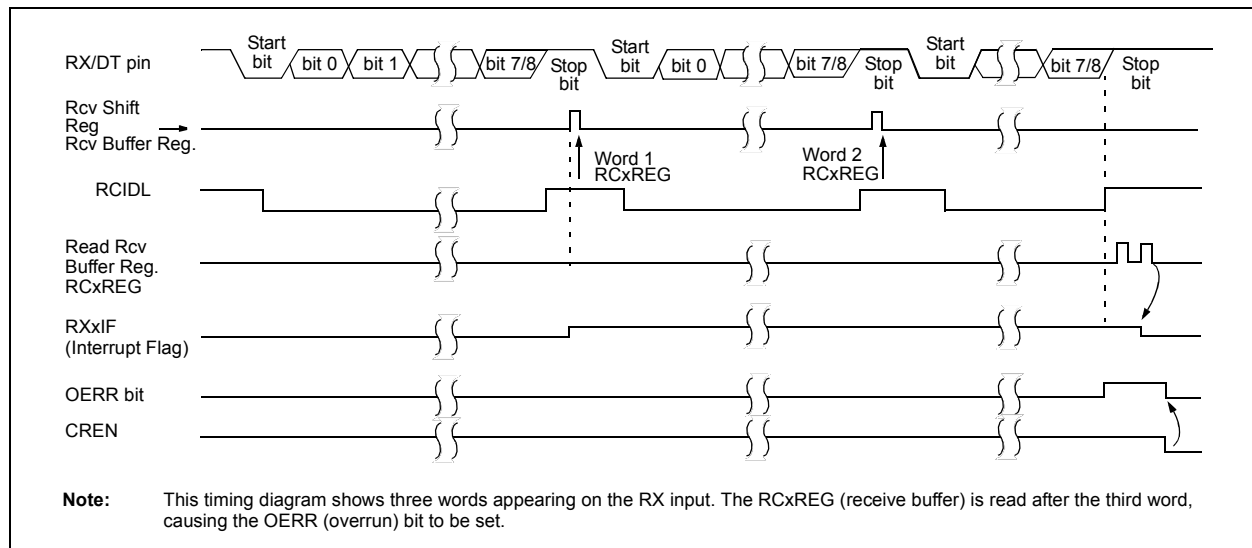 Start
bit
bit 0
bit 1
bit 7/8
Stop
bit
Start
bit
bit 0
bit 7/8
Stop
bit
Start
bit
bit 7/8
Stop
bit
RX/DT pin
Rcv Shift
Reg
Rcv Buffer Reg.
Word 1
RCxREG
Word 2
RCxREG
RCIDL
Read Rcv
Buffer Reg.
RCxREG
RXxIF
(Interrupt Flag)
OERR bit
CREN
Note: This timing diagram shows three words appearing on the RX input. The RCxREG (receive buffer) is read after the third word,
causing the OERR (overrun) bit to be set.